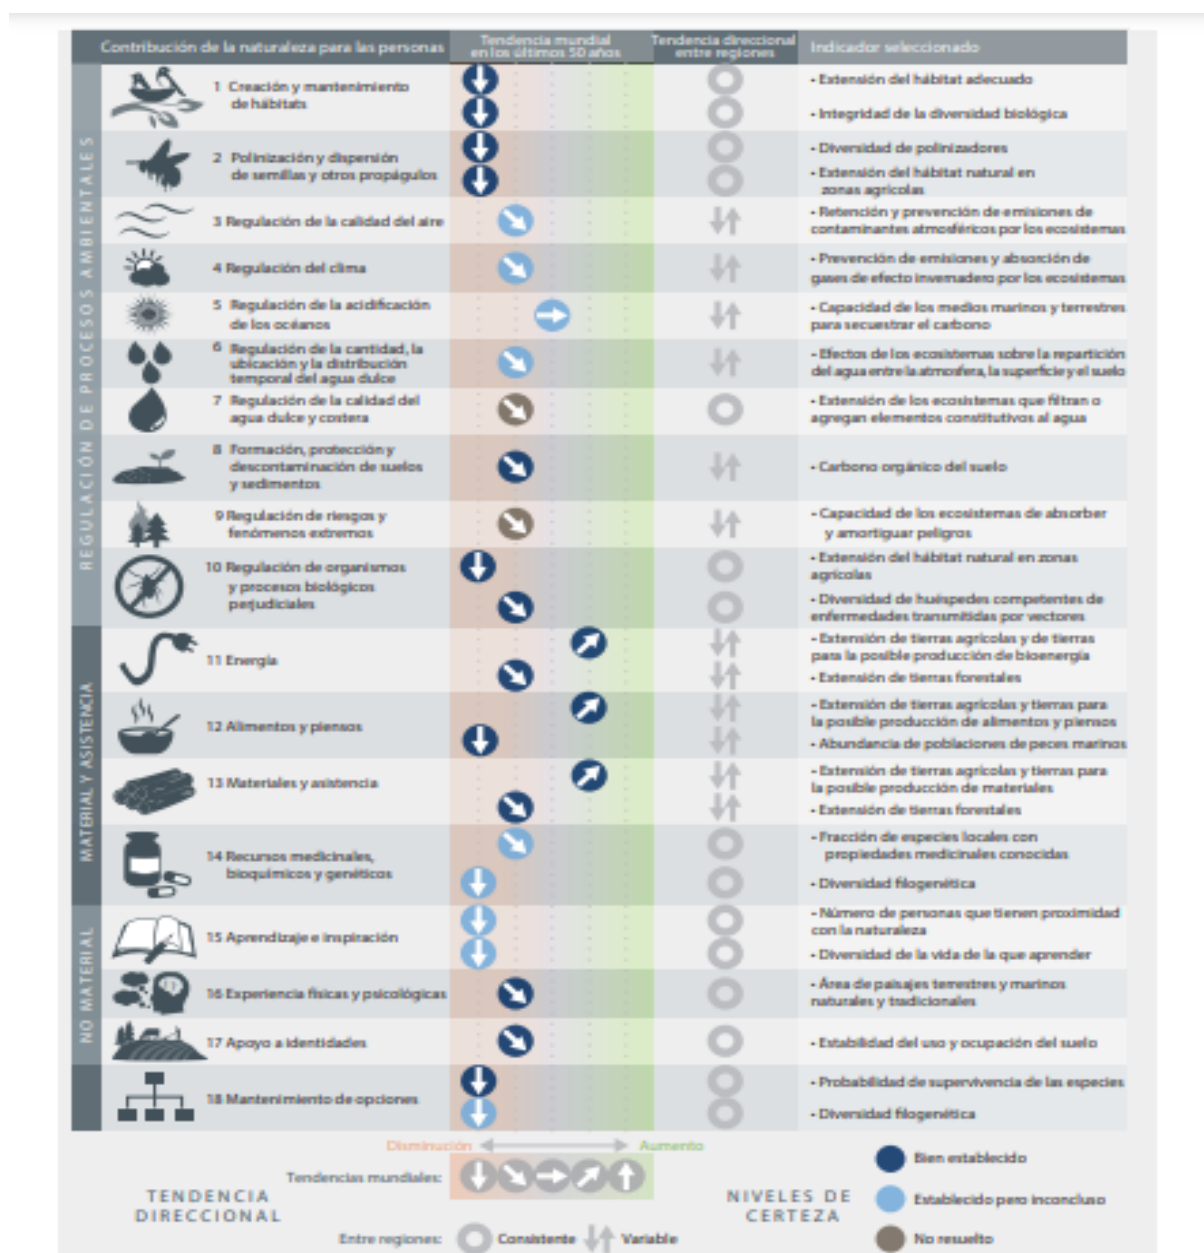 Contribución de la naturaleza para las personas
Tendencia mundial
en los últimos 50 años
Tendencia direccional
entre regiones
Indicador seleccionado
REGULACIÓN DE PROCESOS AMBIENTALES
1 Creación y mantenimiento
de hábitats
- Extensión del hábitat adecuado
- Integridad de la diversidad biológica
2 Polinización y dispersión
de semillas y otros propágulos
- Diversidad de polinizadores
- Extensión del hábitat natural en
zonas agrícolas
3 Regulación de la calidad del aire
- Retención y prevención de emisiones de
contaminantes atmosféricos por los ecosistemas
4 Regulación del clima
- Prevención de emisiones y absorción de
gases de efecto invernadero por los ecosistemas
5 Regulación de la acidificación
de los océanos
- Capacidad de los medios marinos y terrestres
para secuestrar el carbono
6 Regulación de la cantidad, la
ubicación y la distribución
temporal del agua dulce
- Efectos de los ecosistemas sobre la repartición
del agua entre la atmosfera, la superficie y el suelo
7 Regulación de la calidad del
agua dulce y costera
- Extensión de los ecosistemas que filtran o
agregan elementos constitutivos al agua
8 Formación, protección y
descontaminación de suelos
y sedimentos
- Carbono orgánico del suelo
9 Regulación de riesgos y
fenómenos extremos
- Capacidad de los ecosistemas de absorber
y amortiguar peligros
10 Regulación de organismos
y procesos biológicos
perjudiciales
- Extensión del hábitat natural en zonas
agrícolas
- Diversidad de huéspedes competentes de
enfermedades transmitidas por vectores
MATERIAL Y ASISTENCIA
11 Energía
- Extensión de tierras agrícolas y de tierras
para la posible producción de bioenergía
- Extensión de tierras forestales
12 Alimentos y piensos
- Extensión de tierras agrícolas y tierras para
la posible producción de alimentos y piensos
- Abundancia de poblaciones de peces marinos
13 Materiales y asistencia
- Extensión de tierras agrícolas y tierras para
la posible producción de materiales
- Extensión de tierras forestales
14 Recursos medicinales,
bioquímicos y genéticos
- Fracción de especies locales con
propiedades medicinales conocidas
- Diversidad filogenética
NO MATERIAL
15 Aprendizaje e inspiración
- Número de personas que tienen proximidad
con la naturaleza
- Diversidad de la vida de la que aprender
16 Experiencia físicas y psicológicas
- Área de paisajes terrestres y marinos
naturales y tradicionales
17 Apoyo a identidades
- Estabilidad del uso y ocupación del suelo
18 Mantenimiento de opciones
- Probabilidad de supervivencia de las especies
- Diversidad filogenética
Disminución
Aumento
Tendencias mundiales:
TENDENCIA
DIRECCIONAL
Entre regiones:
Consistente
Variable
NIVELES DE
CERTEZA
Bien establecido
Establecido pero inconcluso
No resuelto